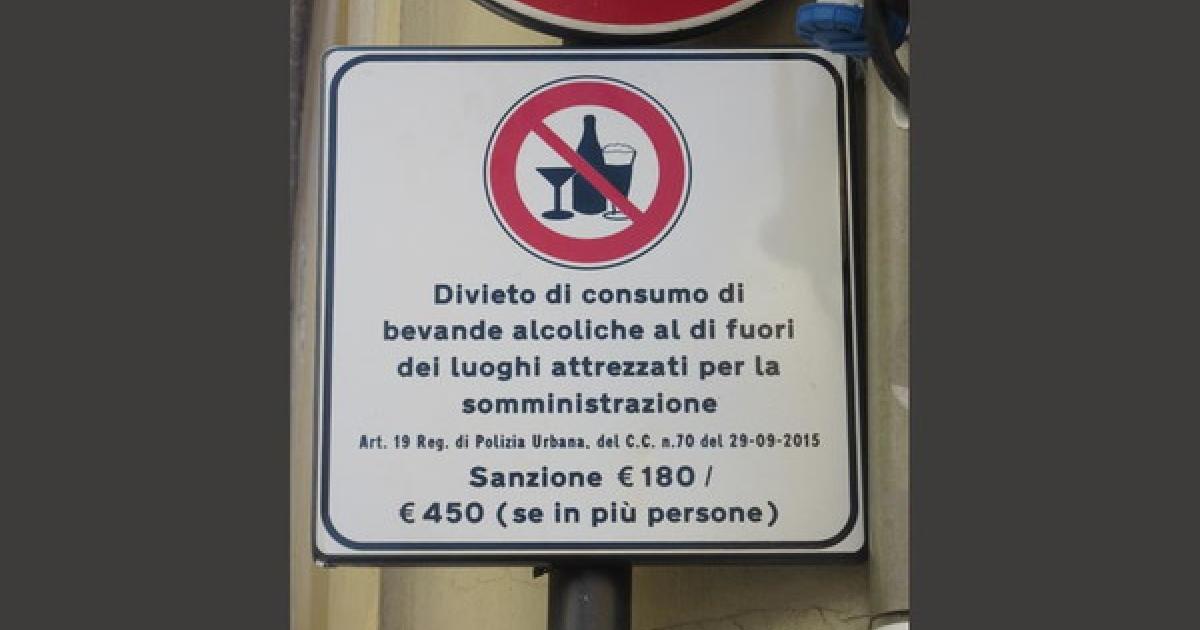 Divieto di consumo di
bevande alcoliche al di fuori
dei luoghi attrezzati per la
somministrazione
Art. 19 Reg. di Polizia Urbana, del C.C. n.70 del 29-09-2015
Sanzione €180 /
€450 (se in più persone)